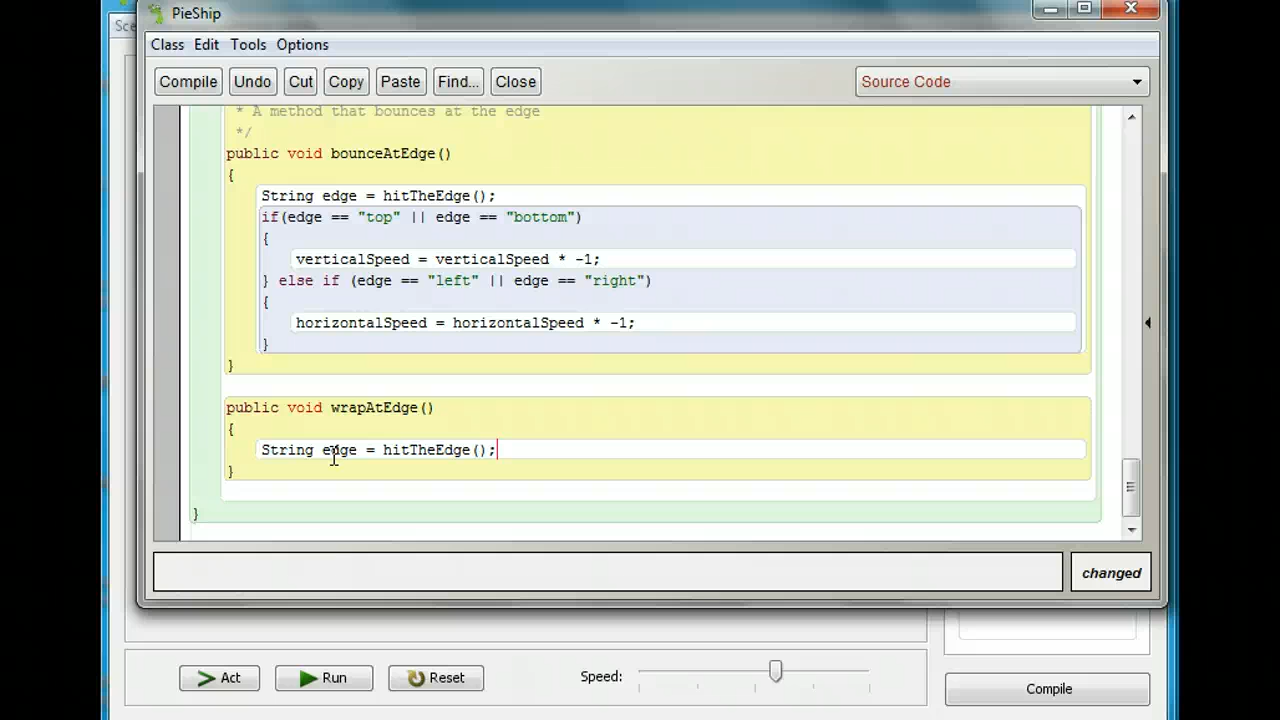 Sce
PieShip
Class Edit Tools Options
Compile Undo Cut Copy Paste Find... Close Source Code
* A method that bounces at the edge
*/
public void bounceAtEdge()
{
String edge = hitTheEdge();
if(edge == "top" || edge == "bottom")
{
verticalSpeed = verticalSpeed * -1;
} else if (edge == "left" || edge == "right")
{
horizontalSpeed = horizontalSpeed * -1;
}
}
public void wrapAtEdge()
{
String edge = hitTheEdge();
}
}
changed
Act Run Reset Speed: Compile